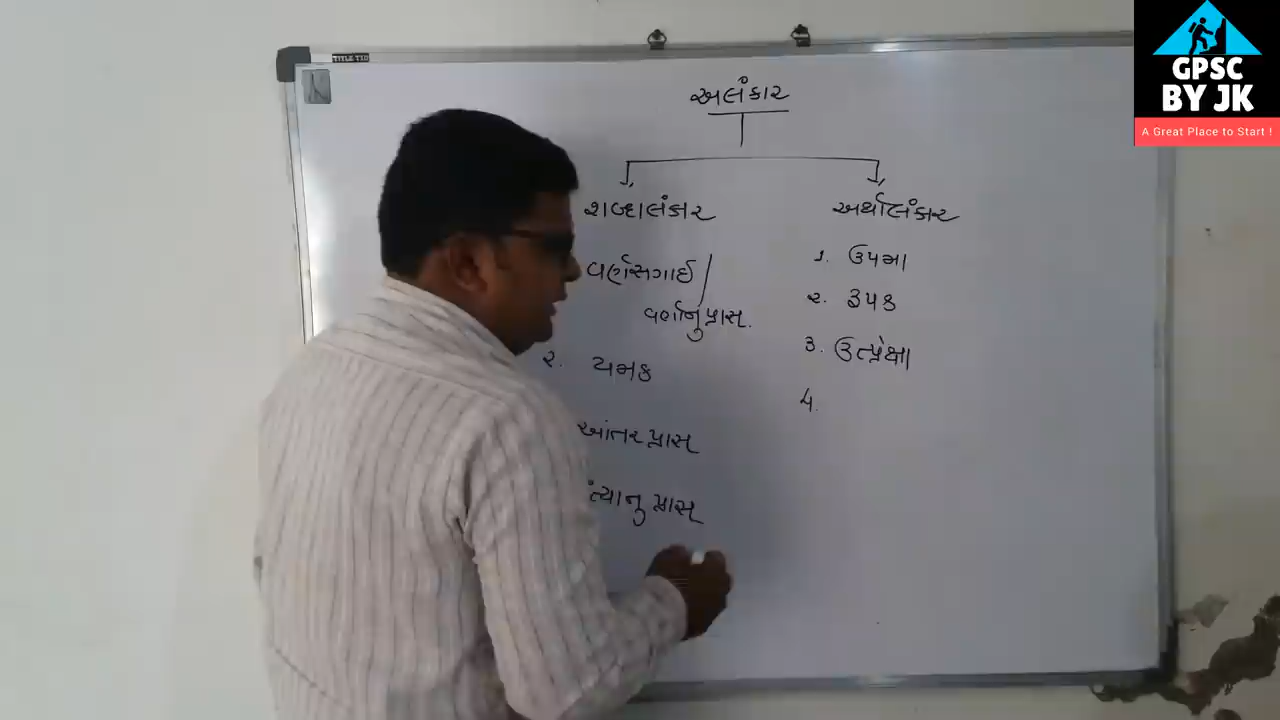 GPSC
BY JK
A Great Place to Start !
અલંકાર
શબ્દાલંકાર
અર્થાલંકાર
વર્ણસગાઈ /
વર્ણાનુપ્રાસ.
૨. યમક
આંતરપ્રાસ
ંત્યાનુપ્રાસ
૧. ઉપમા
૨. રૂપક
૩. ઉત્પ્રેક્ષા
૪.